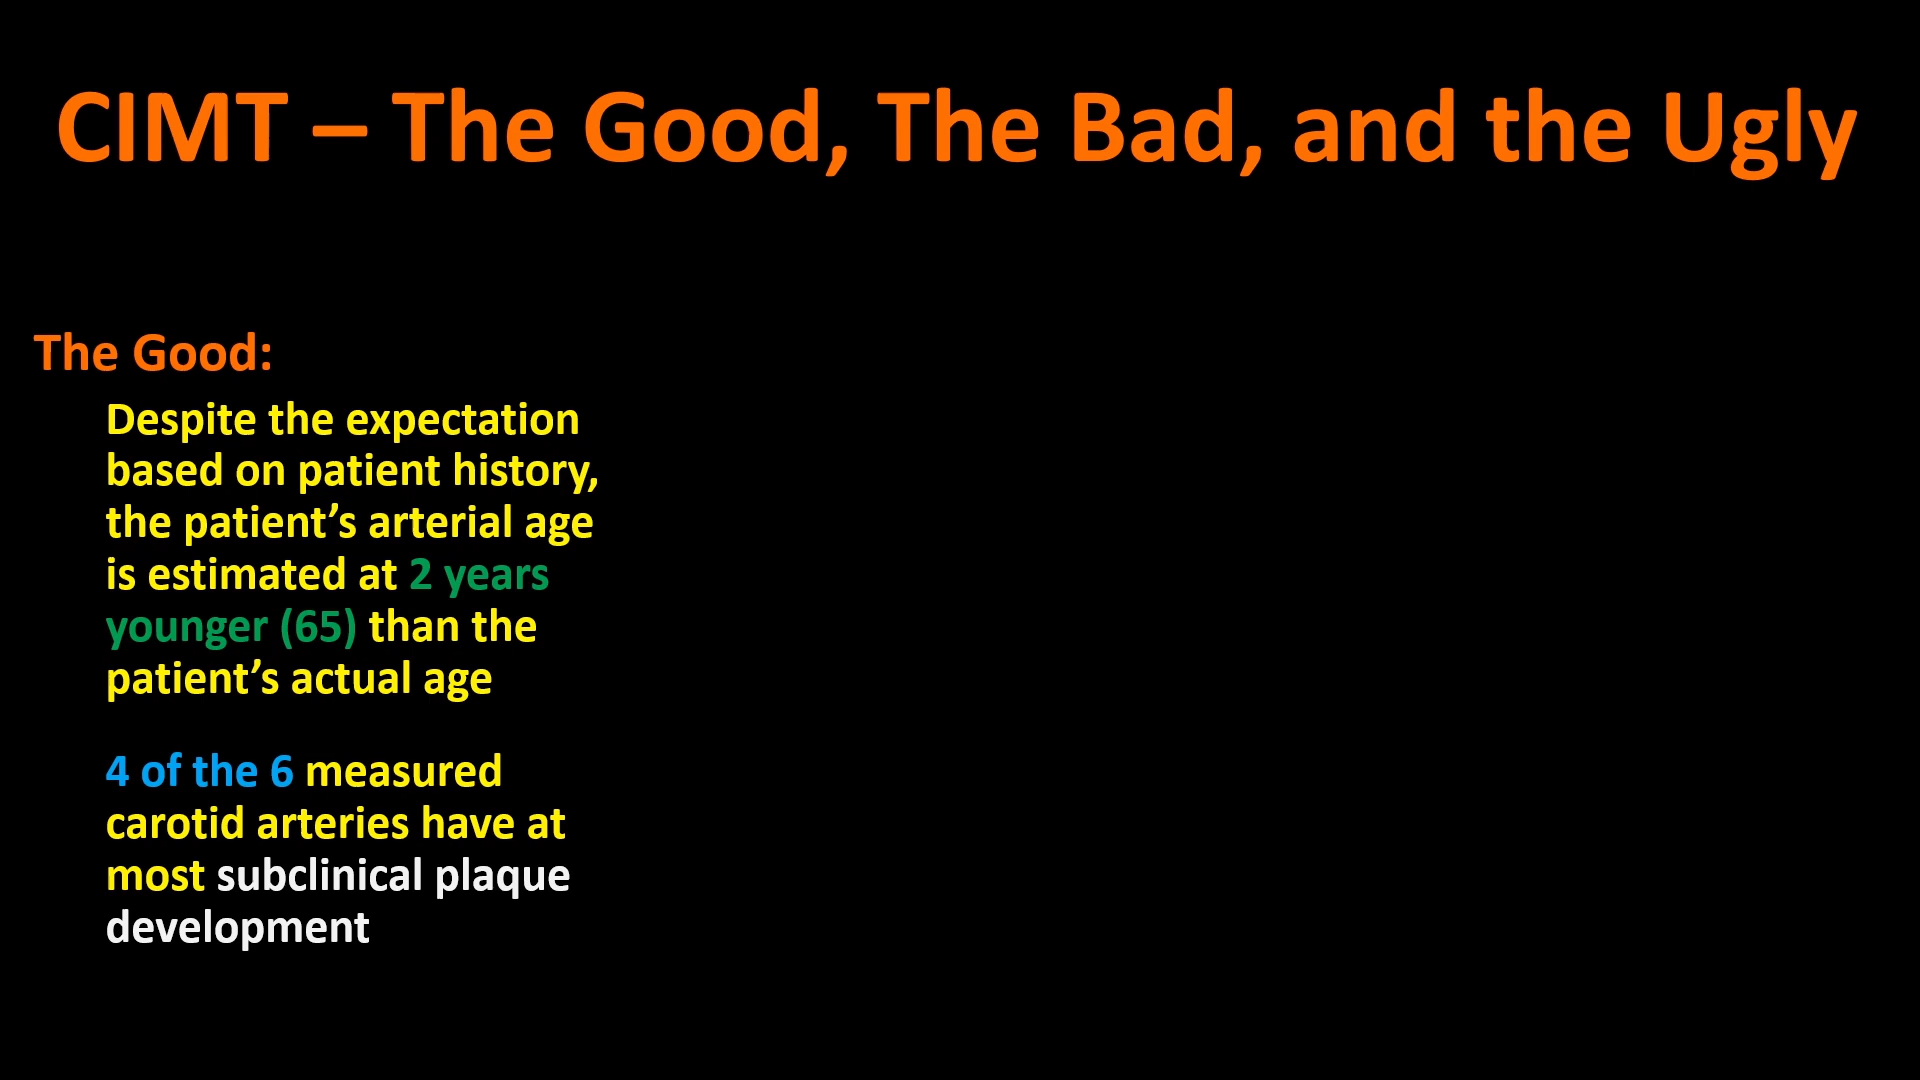 CIMT – The Good, The Bad, and the Ugly
The Good:
Despite the expectation
based on patient history,
the patient’s arterial age
is estimated at 2 years
younger (65) than the
patient’s actual age
4 of the 6 measured
carotid arteries have at
most subclinical plaque
development